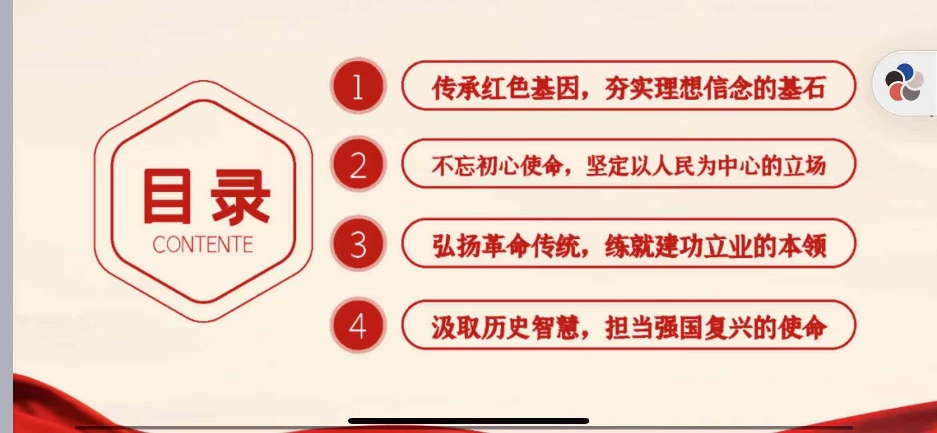 目录
CONTENTE
1
传承红色基因，夯实理想信念的基石
2
不忘初心使命，坚定以人民为中心的立场
3
弘扬革命传统，练就建功立业的本领
4
汲取历史智慧，担当强国复兴的使命